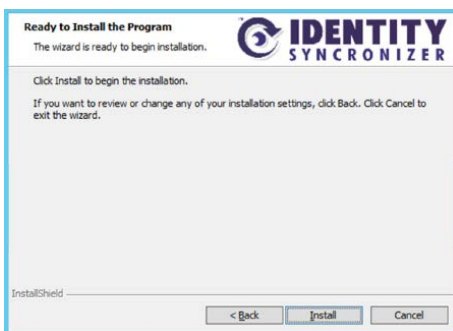 Ready to Install the Program
The wizard is ready to begin installation.
IDENTITY
SYNCRONIZER
Click Install to begin the installation.
If you want to review or change any of your installation settings, click Back. Click Cancel to
exit the wizard.
InstallShield
< Back
Install
Cancel